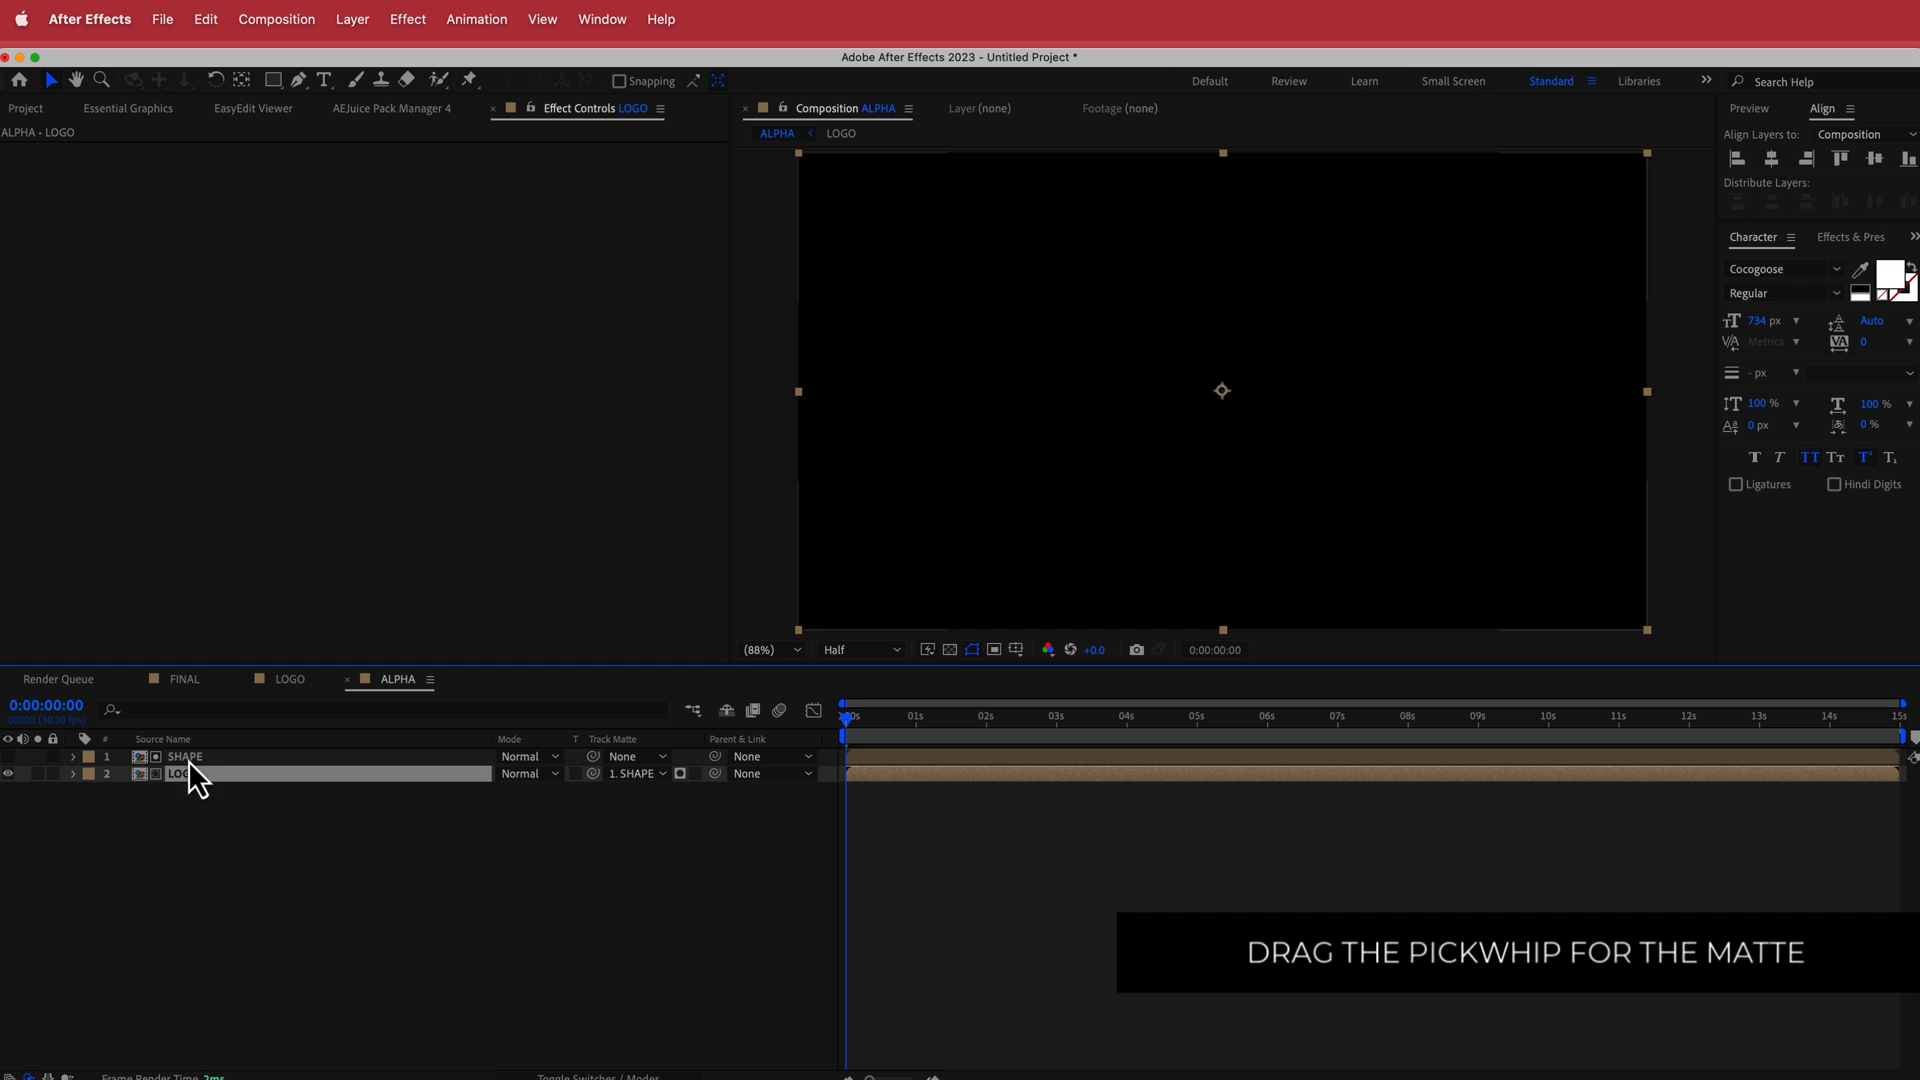 After Effects File Edit Composition Layer Effect Animation View Window Help
Adobe After Effects 2023 - Untitled Project *
Snapping Default Review Learn Small Screen Standard Libraries Search Help
Project Essential Graphics EasyEdit Viewer AEJuice Pack Manager 4 Effect Controls LOGO Composition ALPHA Layer (none) Footage (none) Preview Align
ALPHA • LOGO
ALPHA LOGO
Align Layers to: Composition
Distribute Layers:
Character Effects & Pres
Cocogoose
Regular
734 px Auto
Metrics 0
- px
100 % 100 %
0 px 0 %
Ligatures Hindi Digits
(88%) Half +0.0 0:00:00:00
Render Queue FINAL LOGO ALPHA
0:00:00:00
00000 (30.00 fps)
01s 02s 03s 04s 05s 06s 07s 08s 09s 10s 11s 12s 13s 14s 15s
# Source Name Mode T Track Matte Parent & Link
1 SHAPE Normal None None
2 Normal 1. SHAPE None
DRAG THE PICKWHIP FOR THE MATTE
Frame Render Time 2ms Toggle Switches / Modes